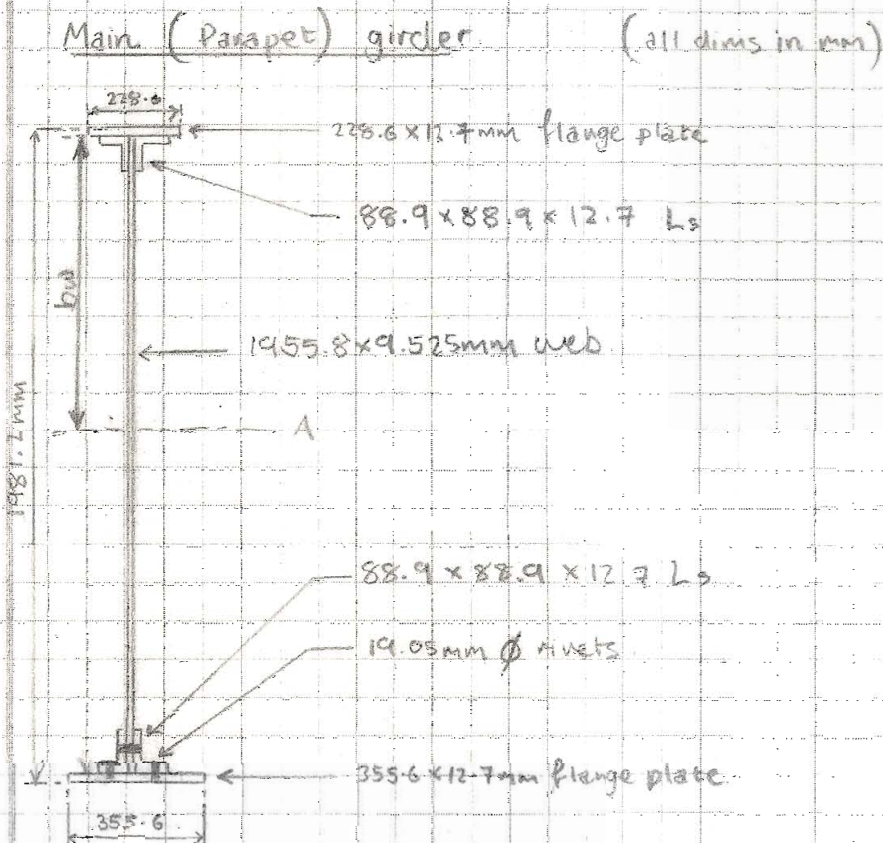 Main (Parapet) girder (all dims in mm)
228.6
228.6 x 12.7mm flange plate
88.9 x 88.9 x 12.7 Ls
bw
1955.8 x 9.525mm web
A
1981.2 mm
88.9 x 88.9 x 12.7 Ls
19.05mm Ø rivets
355.6 x 12.7mm flange plate
355.6